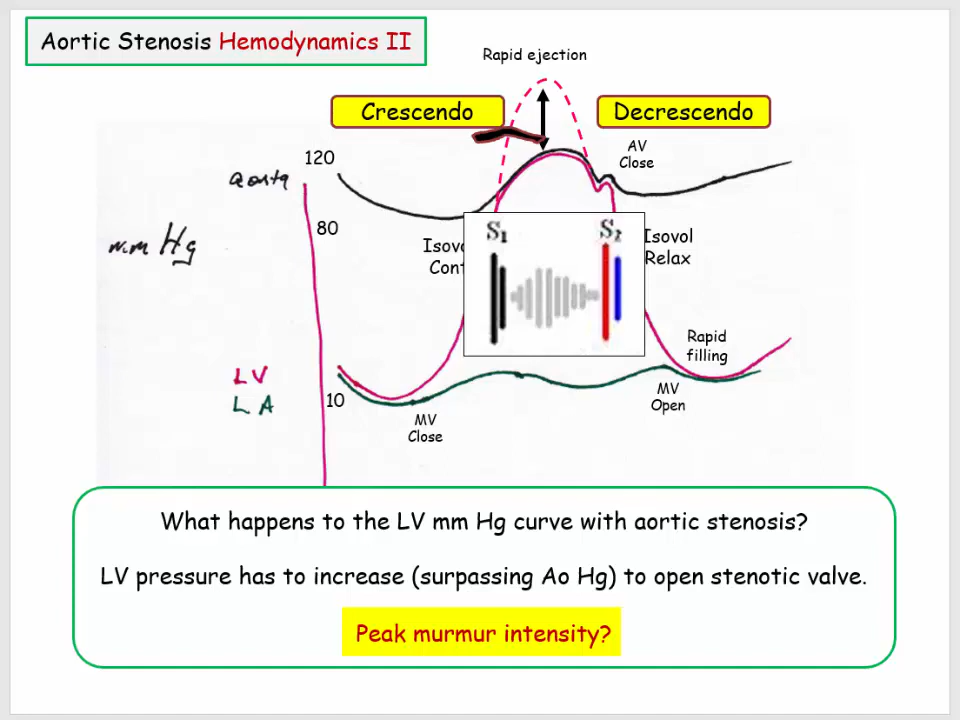 Aortic Stenosis Hemodynamics II
Rapid ejection
Crescendo
Decrescendo
AV
Close
120
aorta
80
mm Hg
Isovo
Cont
S1
S2
Isovol
Relax
Rapid
filling
LV
LA
10
MV
Close
MV
Open
What happens to the LV mm Hg curve with aortic stenosis?
LV pressure has to increase (surpassing Ao Hg) to open stenotic valve.
Peak murmur intensity?